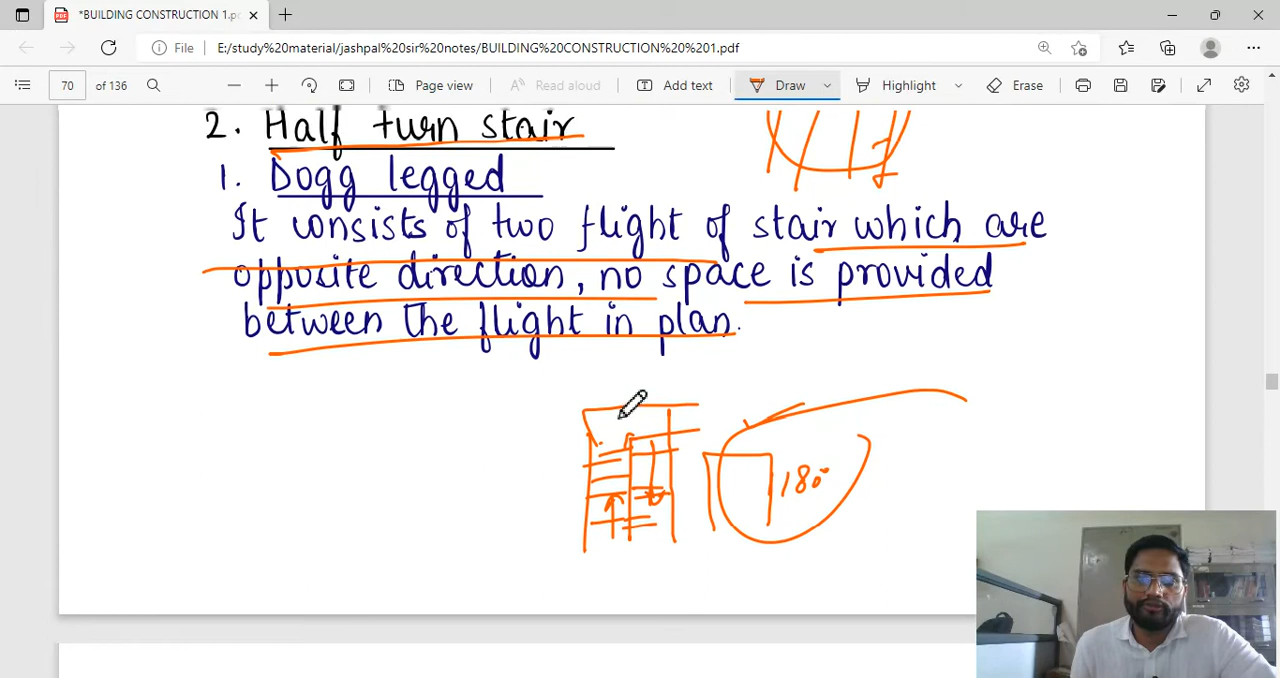 *BUILDING CONSTRUCTION 1.pc
File E:/study%20material/jashpal%20sir%20notes/BUILDING%20CONSTRUCTION%20%201.pdf
70 of 136 Page view Read aloud Add text Draw Highlight Erase
2. Half turn stair
1. Dogg legged
It consists of two flight of stair which are
opposite direction, no space is provided
between the flight in plan.
180°